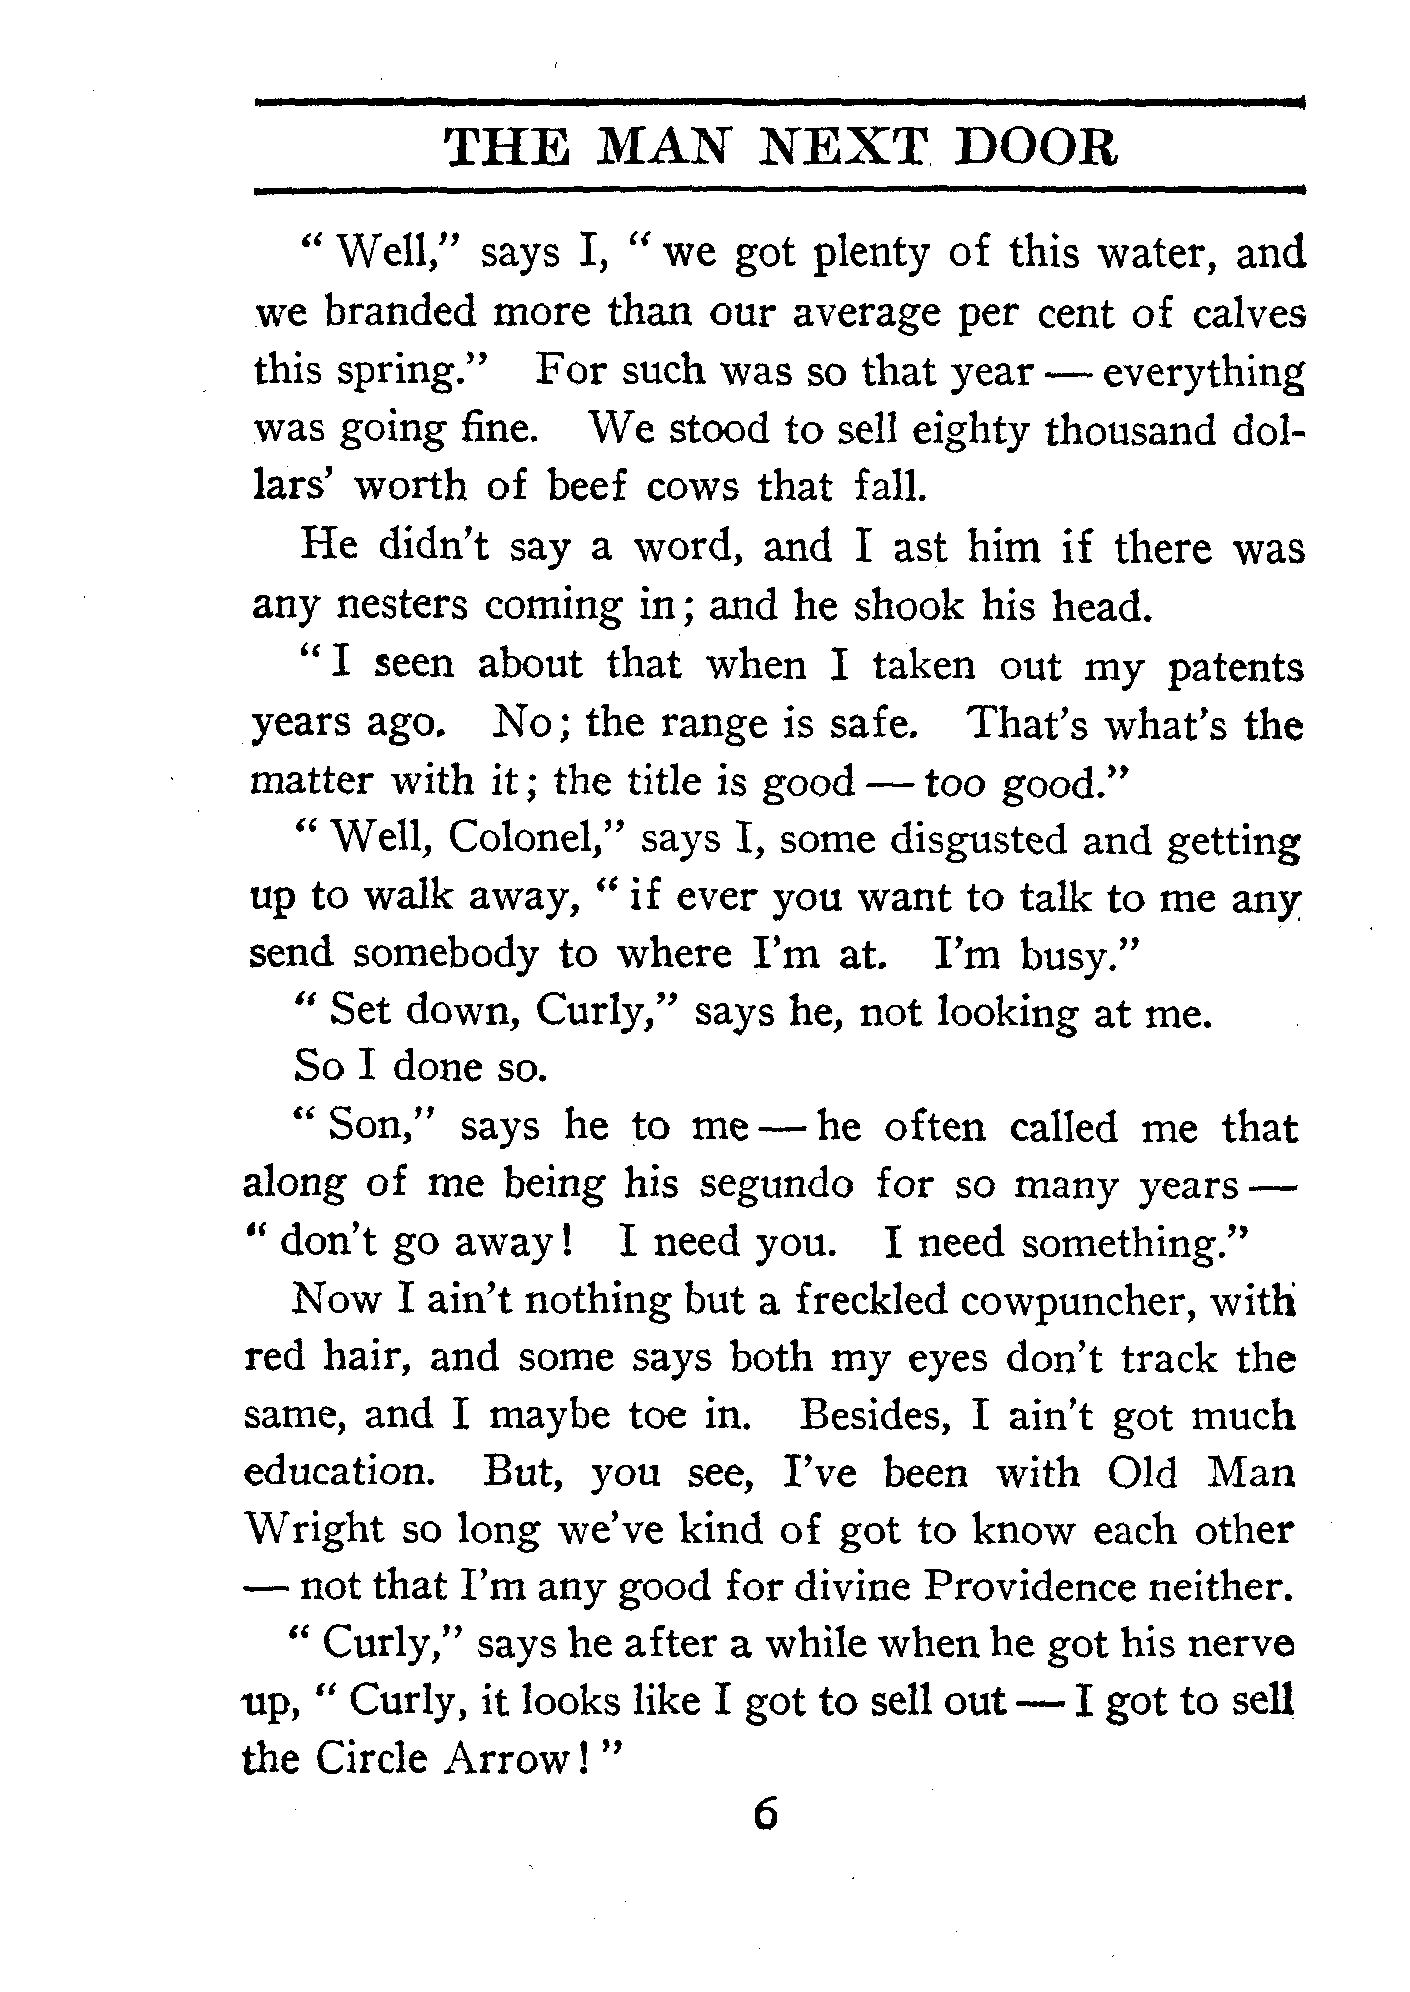 THE MAN NEXT DOOR
“ Well,” says I, “ we got plenty of this water, and
we branded more than our average per cent of calves
this spring.” For such was so that year — everything
was going fine. We stood to sell eighty thousand dol-
lars’ worth of beef cows that fall.
He didn’t say a word, and I ast him if there was
any nesters coming in; and he shook his head.
“ I seen about that when I taken out my patents
years ago. No; the range is safe. That’s what’s the
matter with it; the title is good — too good.”
“ Well, Colonel,” says I, some disgusted and getting
up to walk away, “ if ever you want to talk to me any
send somebody to where I’m at. I’m busy.”
“ Set down, Curly,” says he, not looking at me.
So I done so.
“ Son,” says he to me — he often called me that
along of me being his segundo for so many years —
“ don’t go away! I need you. I need something.”
Now I ain’t nothing but a freckled cowpuncher, with
red hair, and some says both my eyes don’t track the
same, and I maybe toe in. Besides, I ain’t got much
education. But, you see, I’ve been with Old Man
Wright so long we’ve kind of got to know each other
— not that I’m any good for divine Providence neither.
“ Curly,” says he after a while when he got his nerve
up, “ Curly, it looks like I got to sell out — I got to sell
the Circle Arrow! ”
6